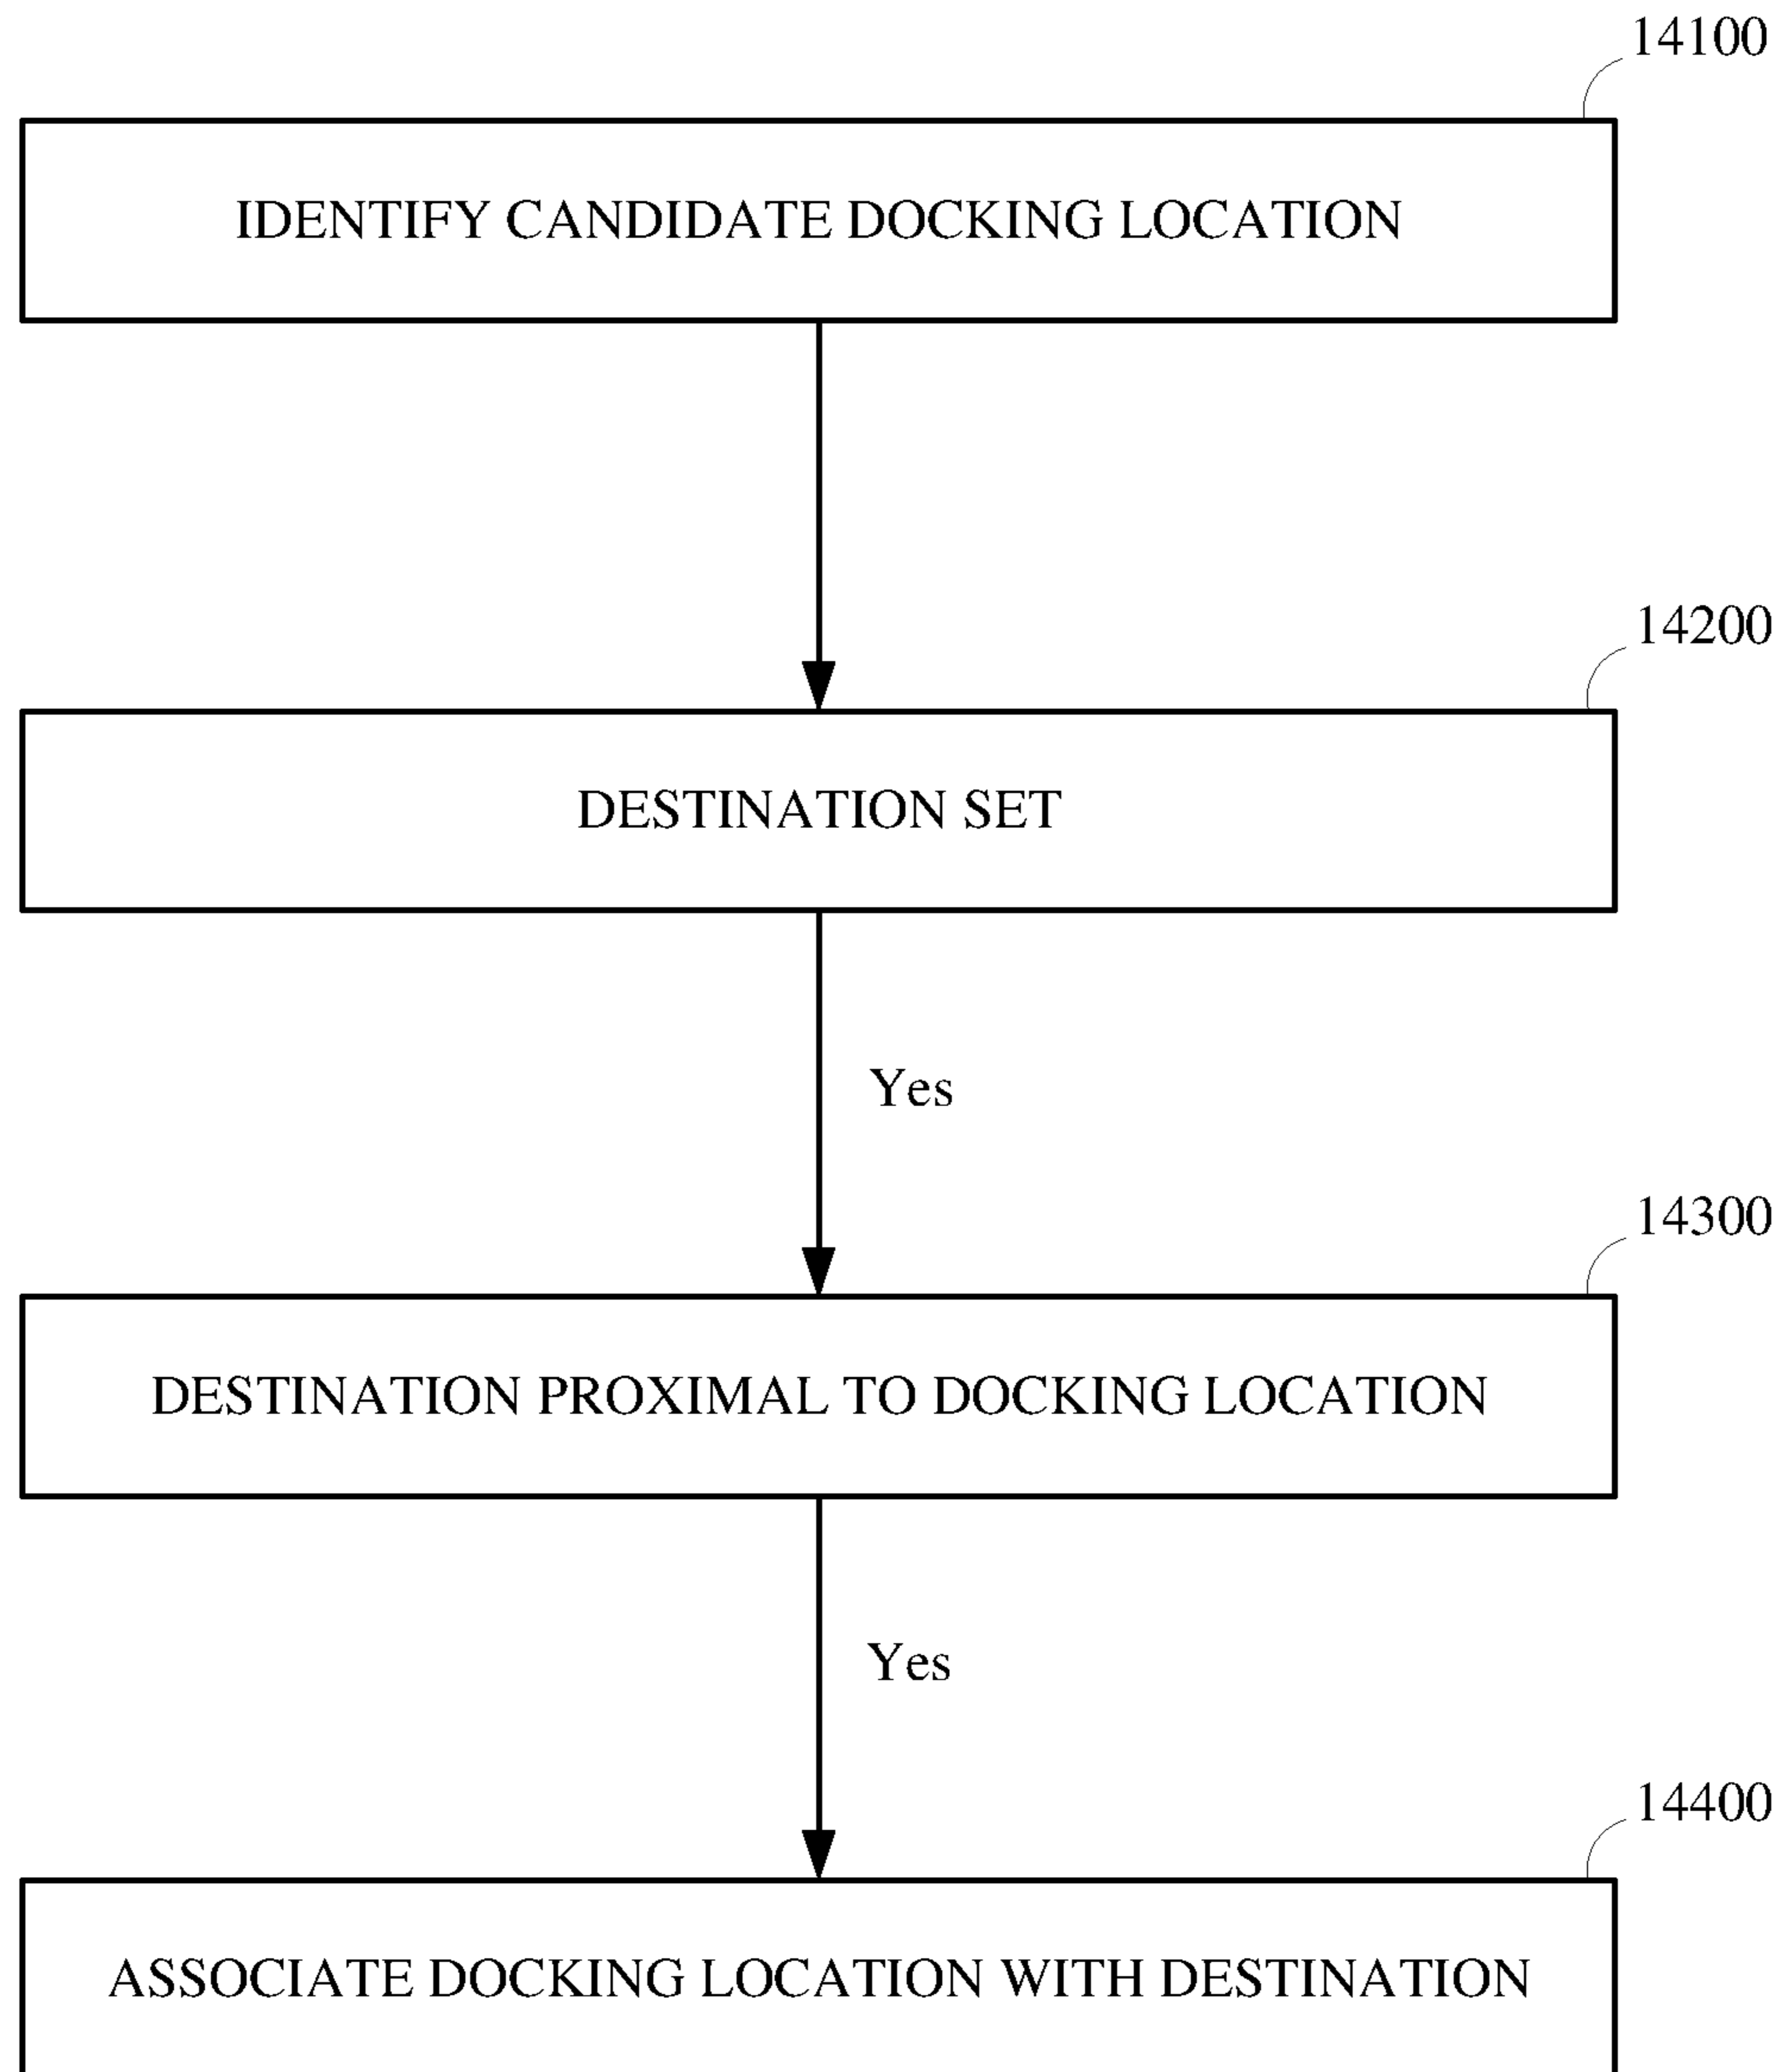 14100
IDENTIFY CANDIDATE DOCKING LOCATION
14200
DESTINATION SET
Yes
14300
DESTINATION PROXIMAL TO DOCKING LOCATION
Yes
14400
ASSOCIATE DOCKING LOCATION WITH DESTINATION